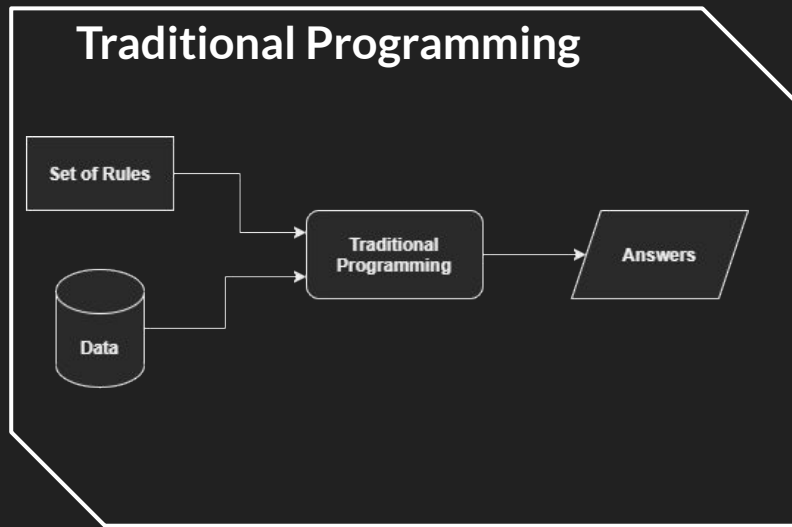 Traditional Programming
Set of Rules
Traditional
Programming
Answers
Data